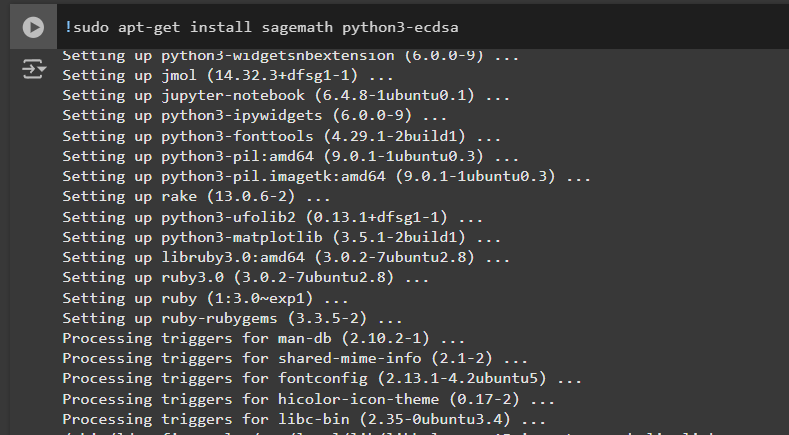 !sudo apt-get install sagemath python3-ecdsa
Setting up python3-widgetsnbextension (6.0.0-9) ...
Setting up jmol (14.32.3+dfsg1-1) ...
Setting up jupyter-notebook (6.4.8-1ubuntu0.1) ...
Setting up python3-ipywidgets (6.0.0-9) ...
Setting up python3-fonttools (4.29.1-2build1) ...
Setting up python3-pil:amd64 (9.0.1-1ubuntu0.3) ...
Setting up python3-pil.imagetk:amd64 (9.0.1-1ubuntu0.3) ...
Setting up rake (13.0.6-2) ...
Setting up python3-ufolib2 (0.13.1+dfsg1-1) ...
Setting up python3-matplotlib (3.5.1-2build1) ...
Setting up libruby3.0:amd64 (3.0.2-7ubuntu2.8) ...
Setting up ruby3.0 (3.0.2-7ubuntu2.8) ...
Setting up ruby (1:3.0~exp1) ...
Setting up ruby-rubygems (3.3.5-2) ...
Processing triggers for man-db (2.10.2-1) ...
Processing triggers for shared-mime-info (2.1-2) ...
Processing triggers for fontconfig (2.13.1-4.2ubuntu5) ...
Processing triggers for hicolor-icon-theme (0.17-2) ...
Processing triggers for libc-bin (2.35-0ubuntu3.4) ...